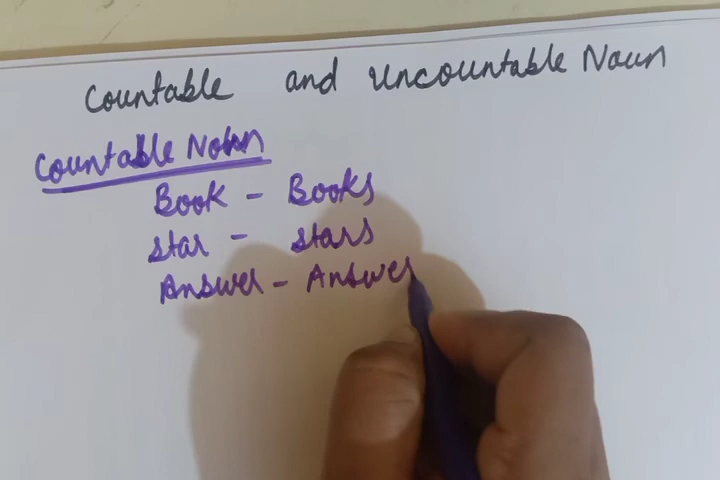 Countable and Uncountable Noun
Countable Noun
Book - Books
Star - Stars
Answer - Answer